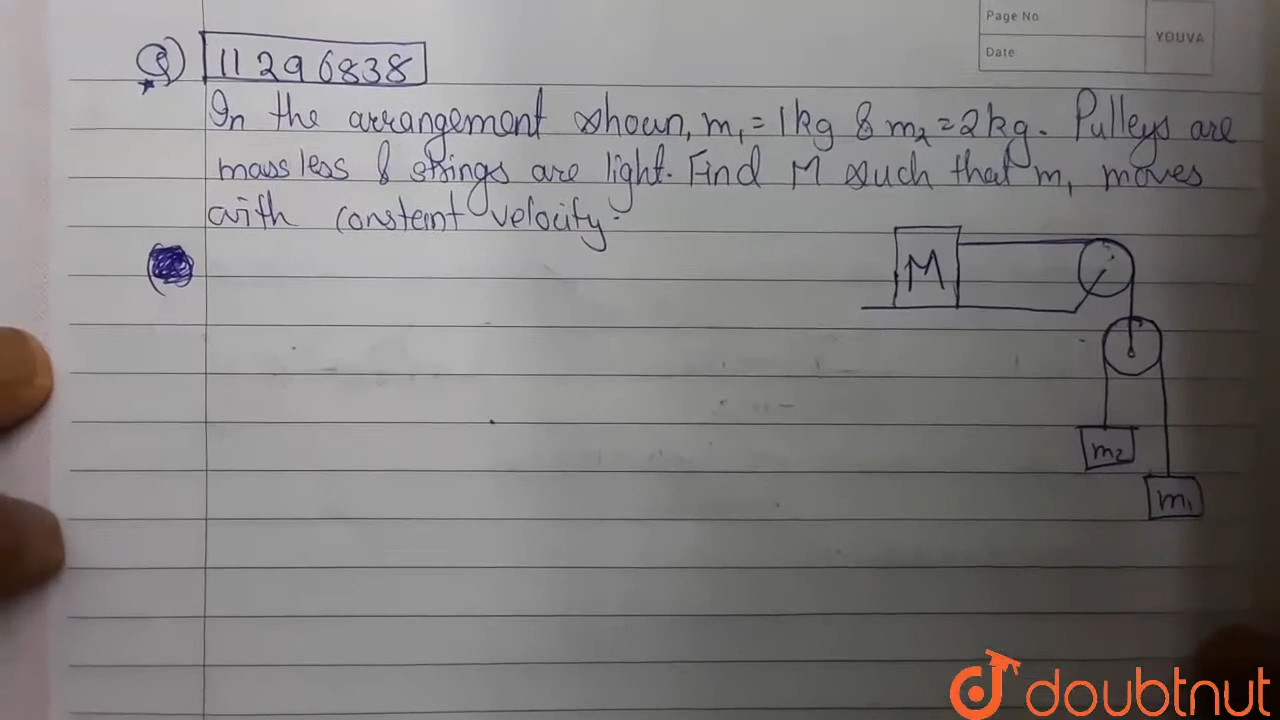 Page No
YOUVA
Date
Q) 11296838
In the arrangement shown, m₁ = 1kg & m₂ = 2kg. Pulleys are
massless & strings are light. Find M such that m₁ moves
with constant velocity.
M
m₂
m₁
doubtnut